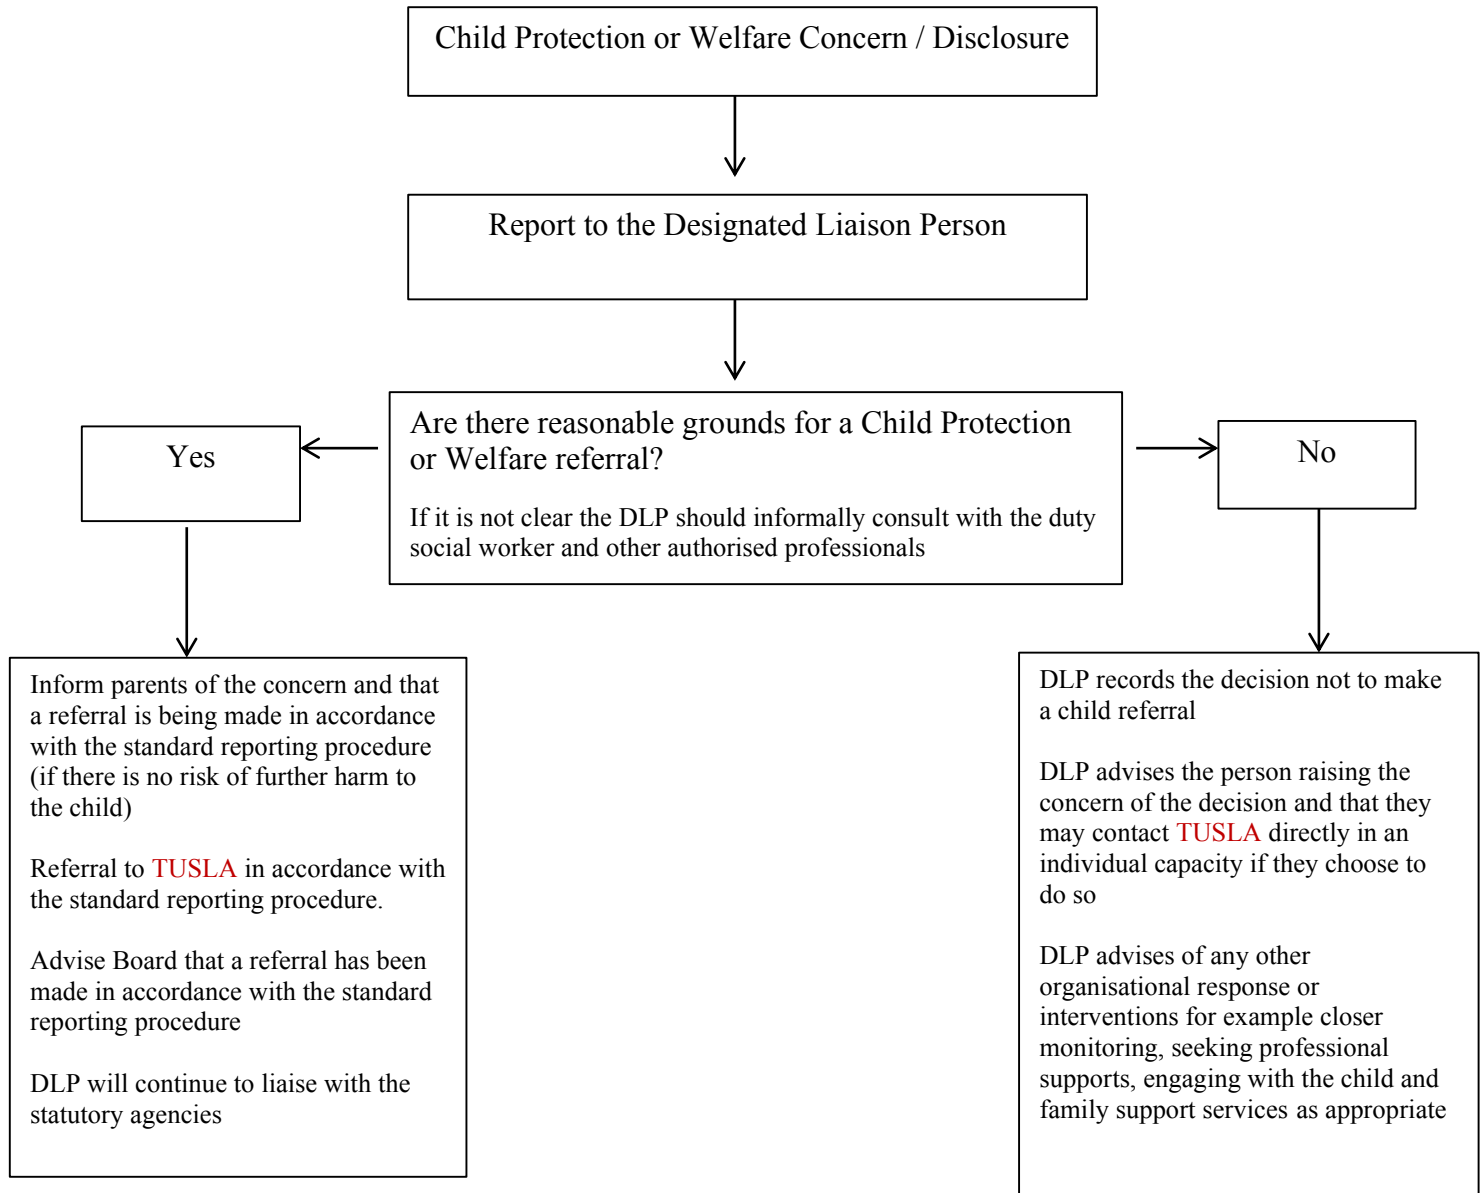 Child Protection or Welfare Concern / Disclosure
Report to the Designated Liaison Person
Are there reasonable grounds for a Child Protection
or Welfare referral?
If it is not clear the DLP should informally consult with the duty
social worker and other authorised professionals
Yes
No
Inform parents of the concern and that
a referral is being made in accordance
with the standard reporting procedure
(if there is no risk of further harm to
the child)
Referral to TUSLA in accordance with
the standard reporting procedure.
Advise Board that a referral has been
made in accordance with the standard
reporting procedure
DLP will continue to liaise with the
statutory agencies
DLP records the decision not to make
a child referral
DLP advises the person raising the
concern of the decision and that they
may contact TUSLA directly in an
individual capacity if they choose to
do so
DLP advises of any other
organisational response or
interventions for example closer
monitoring, seeking professional
supports, engaging with the child and
family support services as appropriate